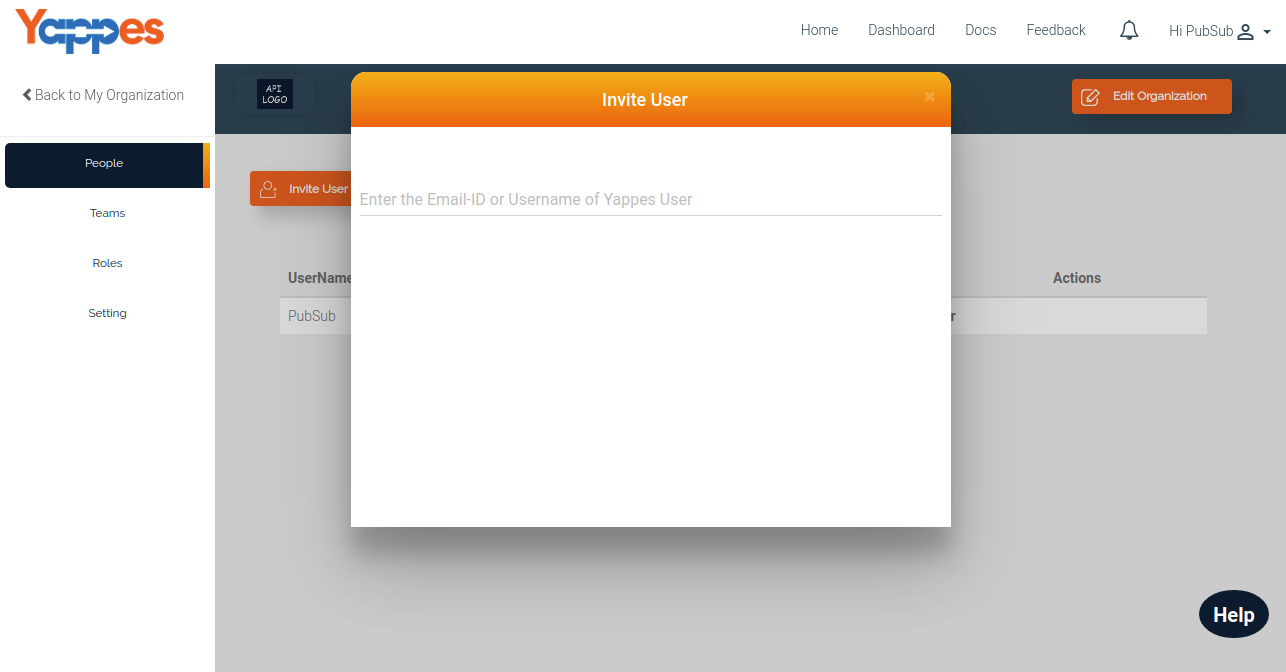 Yappes
Home Dashboard Docs Feedback Hi PubSub
Back to My Organization
API
LOGO
Invite User ×
Edit Organization
People
Teams
Roles
Setting
Invite User
Enter the Email-ID or Username of Yappes User
UserName Actions
PubSub r
Help